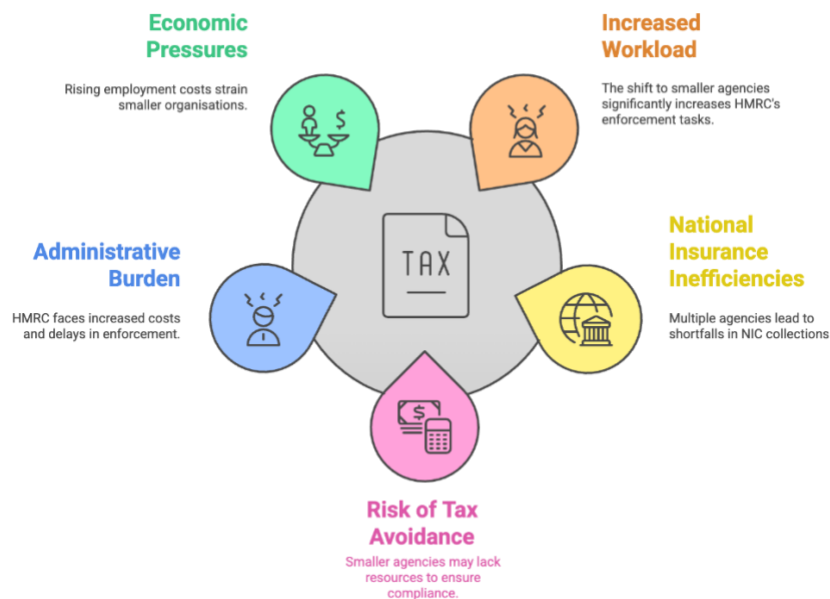 Economic
Pressures
Rising employment costs strain
smaller organisations.
$
Increased
Workload
The shift to smaller agencies
significantly increases HMRC's
enforcement tasks.
TAX
Administrative
Burden
HMRC faces increased costs
and delays in enforcement.
National
Insurance
Inefficiencies
Multiple agencies lead to
shortfalls in NIC collections
$
Risk of Tax
Avoidance
Smaller agencies may lack
resources to ensure
compliance.